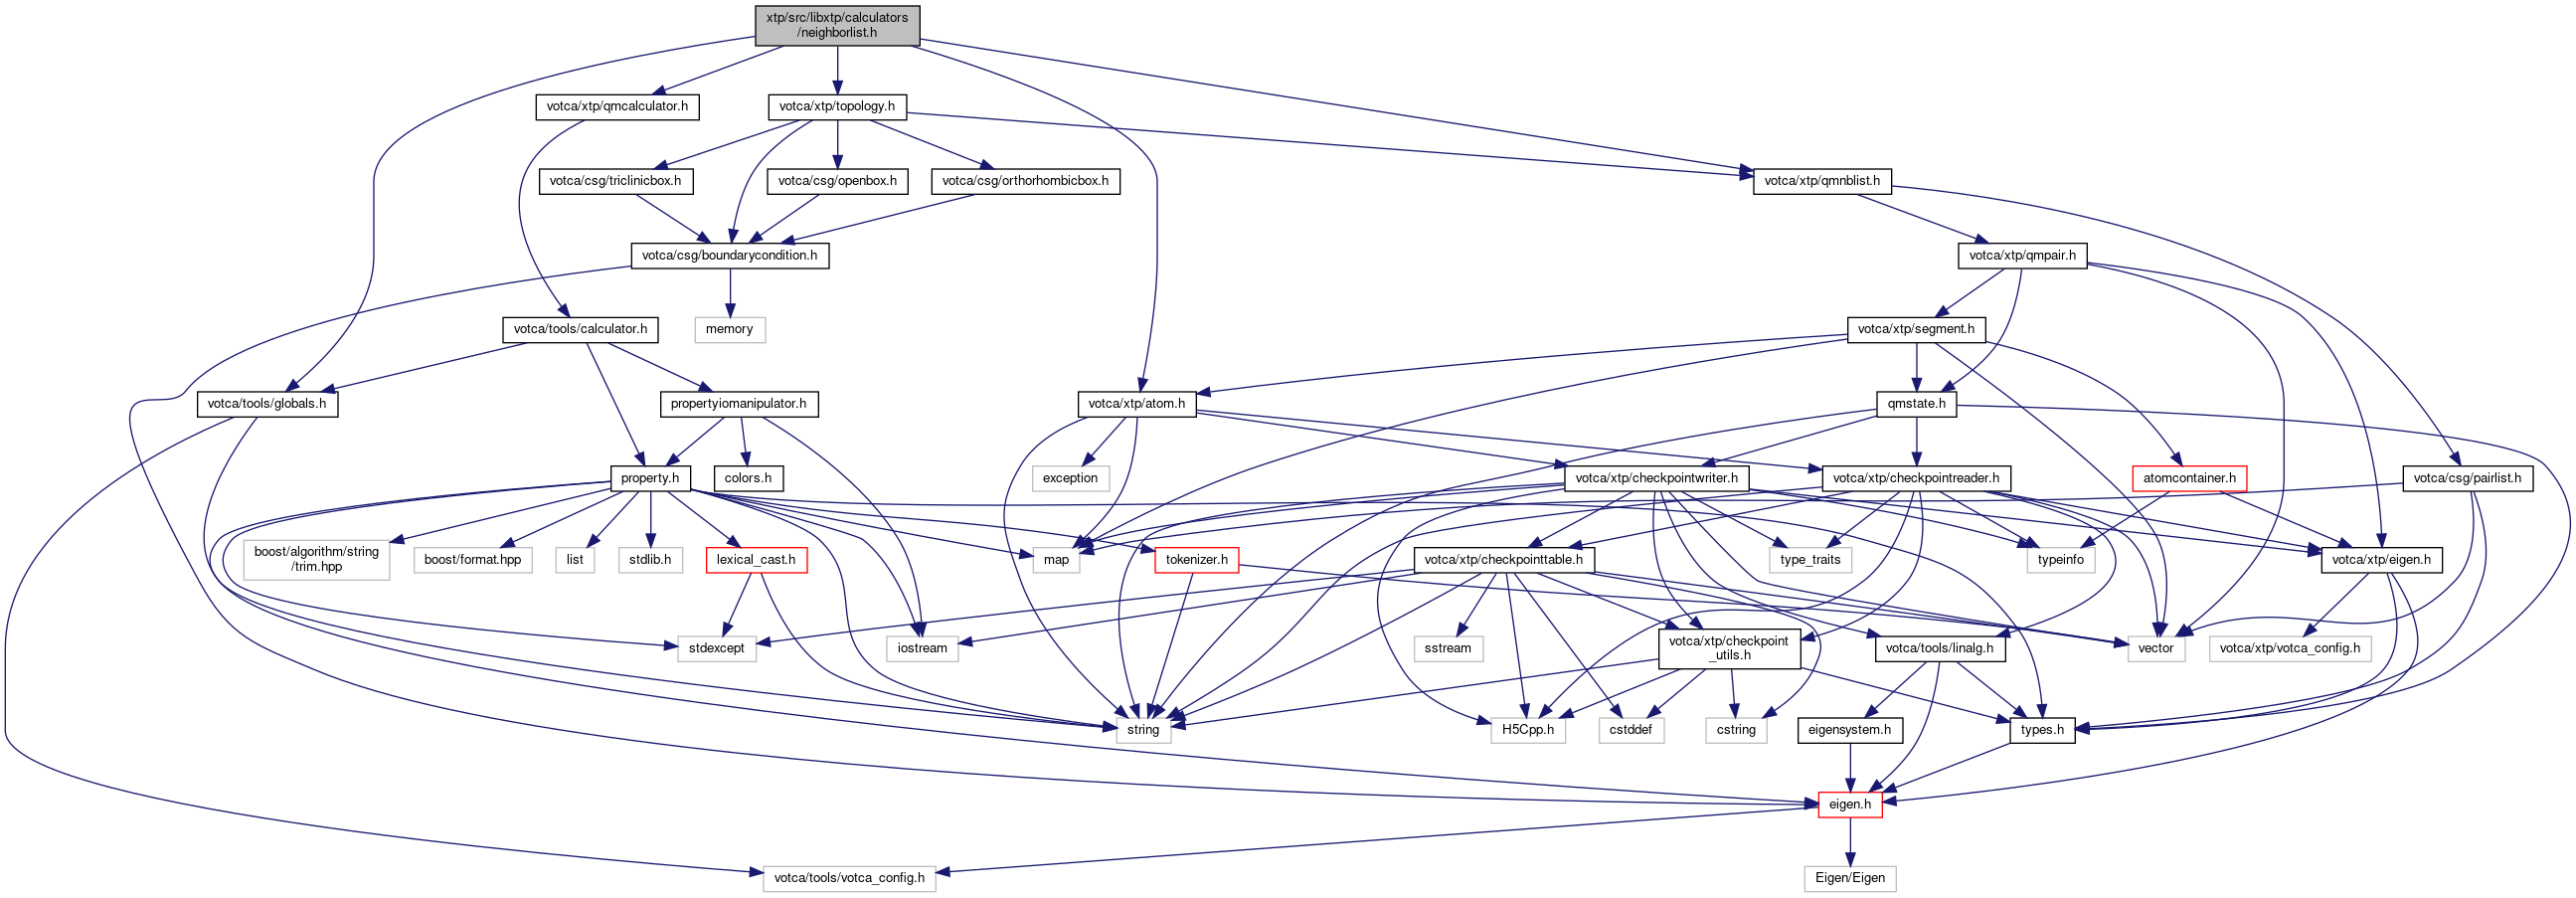 xtp/src/libxtp/calculators
/neighborlist.h
votca/xtp/qmcalculator.h
votca/xtp/topology.h
votca/csg/triclinicbox.h
votca/csg/openbox.h
votca/csg/orthorhombicbox.h
votca/xtp/qmnblist.h
votca/csg/boundarycondition.h
votca/xtp/qmpair.h
votca/tools/calculator.h
memory
votca/xtp/segment.h
votca/tools/globals.h
propertyiomanipulator.h
votca/xtp/atom.h
qmstate.h
property.h
colors.h
exception
votca/xtp/checkpointwriter.h
votca/xtp/checkpointreader.h
atomcontainer.h
votca/csg/pairlist.h
boost/algorithm/string
/trim.hpp
boost/format.hpp
list
stdlib.h
lexical_cast.h
map
tokenizer.h
votca/xtp/checkpointtable.h
type_traits
typeinfo
votca/xtp/eigen.h
stdexcept
iostream
sstream
votca/xtp/checkpoint
_utils.h
votca/tools/linalg.h
vector
votca/xtp/votca_config.h
string
H5Cpp.h
cstddef
cstring
eigensystem.h
types.h
eigen.h
votca/tools/votca_config.h
Eigen/Eigen